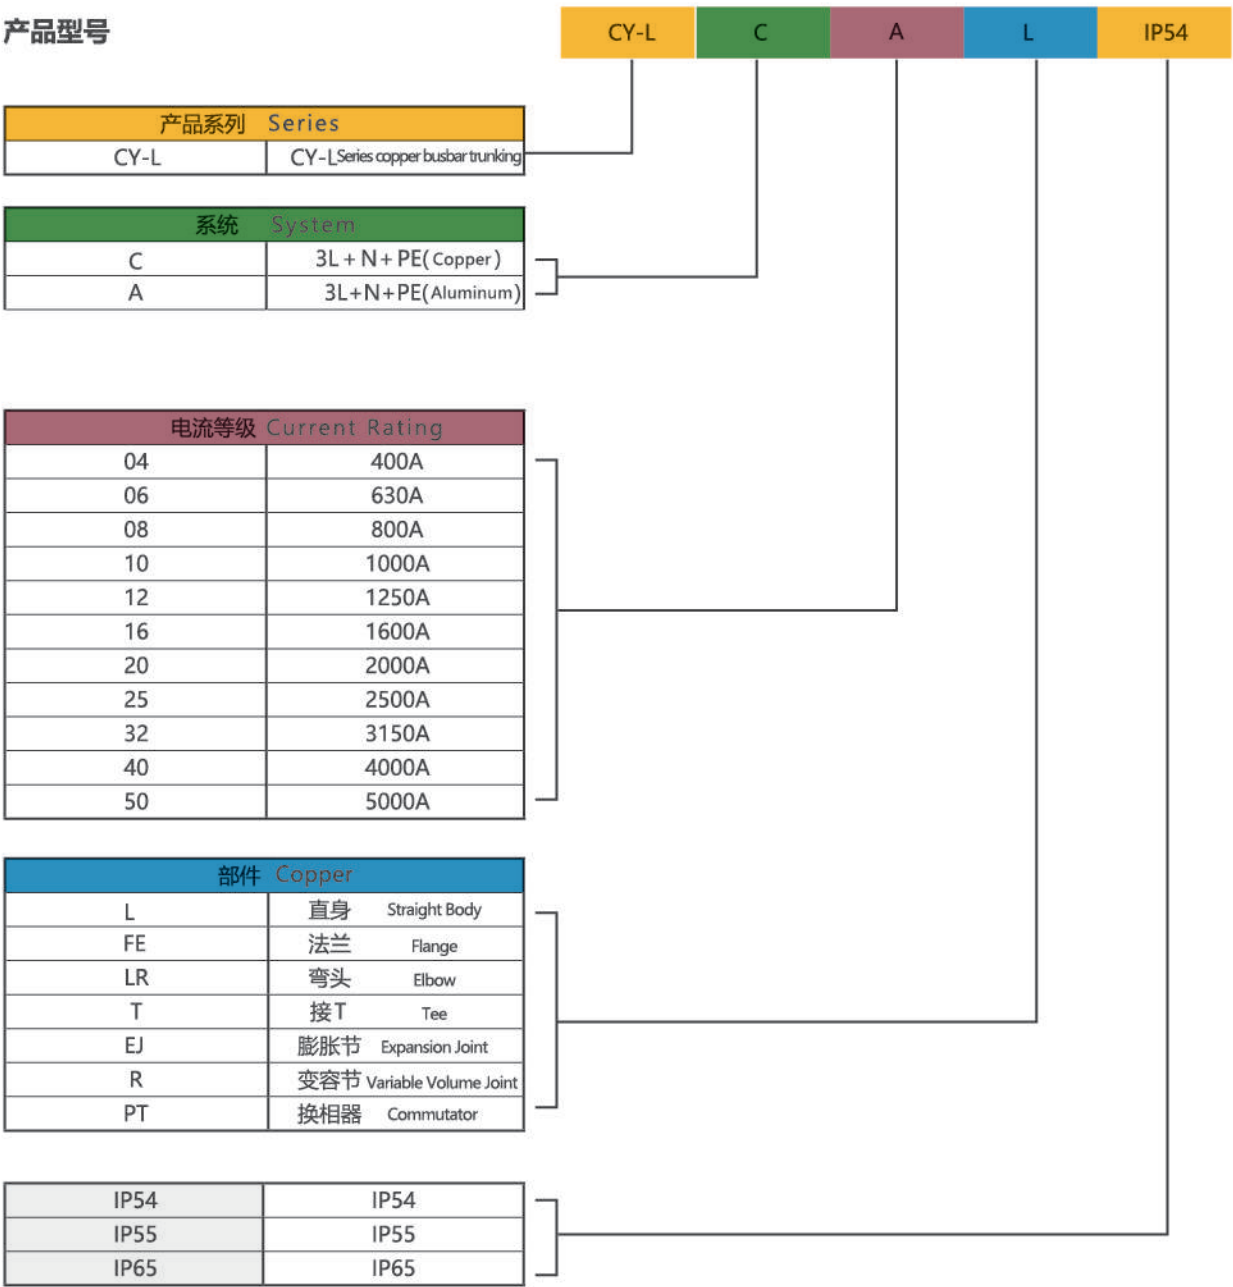 产品型号
CY-L C A L IP54
产品系列 Series
CY-L CY-L Series copper busbar trunking
系统 System
C 3L + N + PE( Copper )
A 3L+N+PE(Aluminum)
电流等级 Current Rating
04 400A
06 630A
08 800A
10 1000A
12 1250A
16 1600A
20 2000A
25 2500A
32 3150A
40 4000A
50 5000A
部件 Copper
L 直身 Straight Body
FE 法兰 Flange
LR 弯头 Elbow
T 接T Tee
EJ 膨胀节 Expansion Joint
R 变容节 Variable Volume Joint
PT 换相器 Commutator
IP54 IP54
IP55 IP55
IP65 IP65